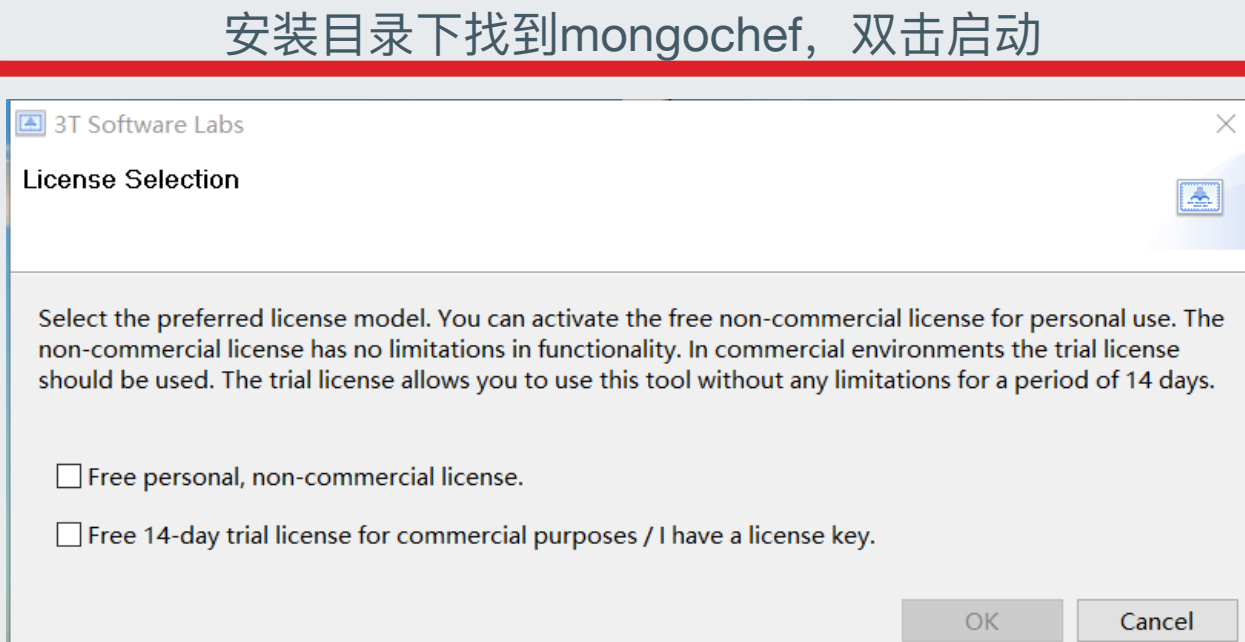 安装目录下找到mongochef，双击启动
3T Software Labs
License Selection
Select the preferred license model. You can activate the free non-commercial license for personal use. The
non-commercial license has no limitations in functionality. In commercial environments the trial license
should be used. The trial license allows you to use this tool without any limitations for a period of 14 days.
Free personal, non-commercial license.
Free 14-day trial license for commercial purposes / I have a license key.
OK
Cancel